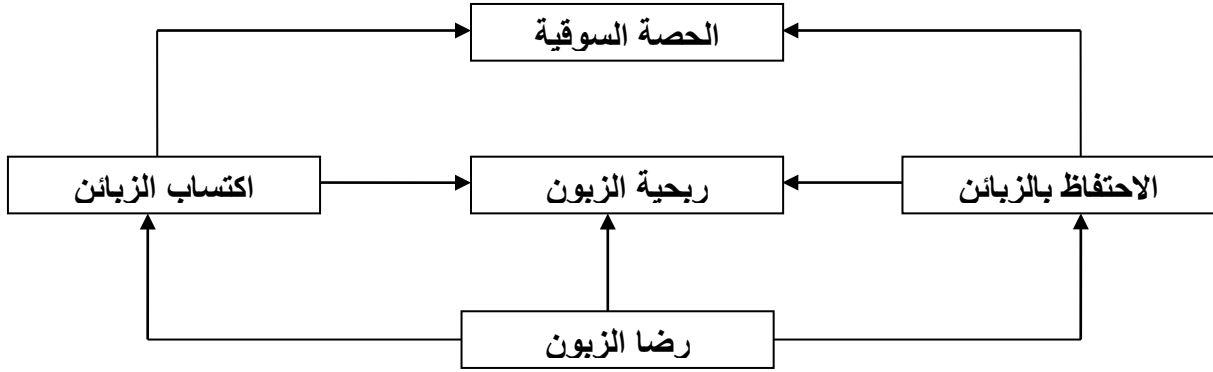 الحصة السوقية
الاحتفاظ بالزبائن
ربحية الزبون
اكتساب الزبائن
رضا الزبون